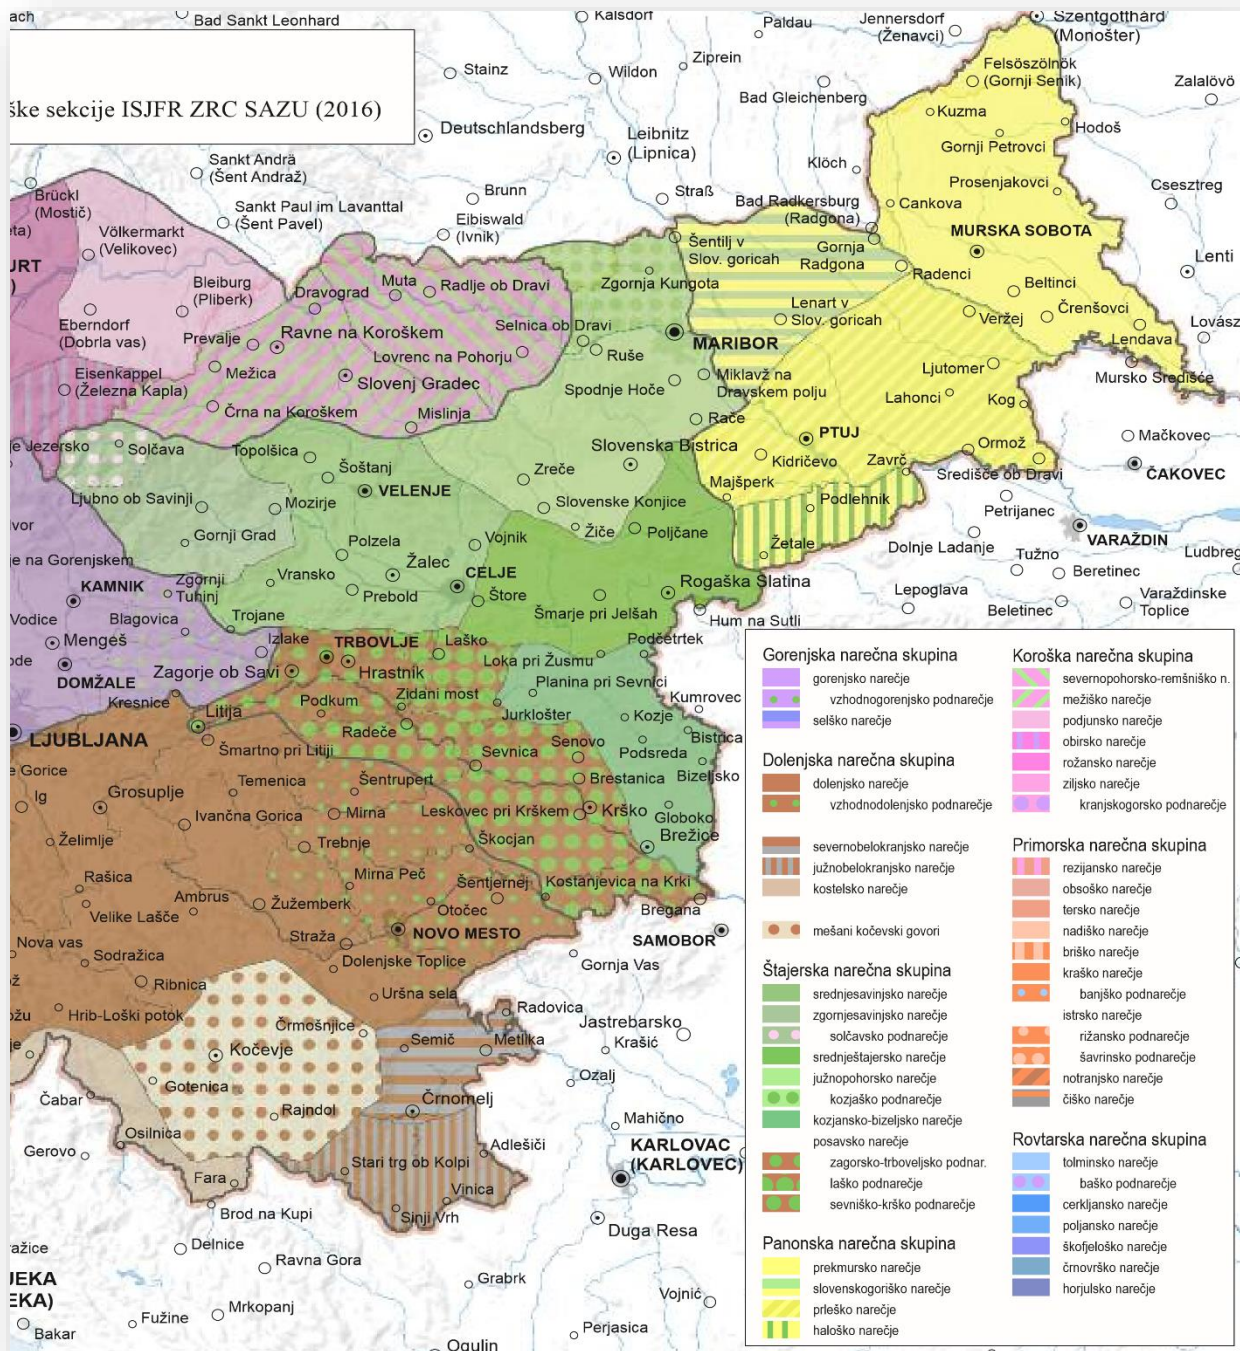 ach
Bad Sankt Leonhard
Kalsdorf
Paldau
Jennersdorf
(Ženavci)
Szentgotthárd
(Monošter)
ške sekcije ISJFR ZRC SAZU (2016)
Stainz
Wildon
Ziprein
Bad Gleichenberg
Felsöszölnök
(Gornji Senik)
Zalalövö
Kuzma
Hodoš
Gornji Petrovci
Deutschlandsberg
Leibnitz
(Lipnica)
Klöch
Sankt Andrä
(Šent Andraž)
Brückl
(Mostič)
Brunn
Straß
Prosenjakovci
Csesztreg
Sankt Paul im Lavanttal
(Šent Pavel)
Eibiswald
(Ivnik)
Bad Radkersburg
(Radgona)
Cankova
eta)
Völkermarkt
(Velikovec)
Šentilj v
Slov. goricah
Gornja
Radgona
MURSKA SOBOTA
URT
)
Radenci
Lenti
Bleiburg
(Pliberk)
Muta
Radlje ob Dravi
Dravograd
Zgornja Kungota
Beltinci
Lenart v
Slov. goricah
Veržej
Črenšovci
Eberndorf
(Dobrla vas)
Prevalje
Ravne na Koroškem
Selnica ob Dravi
MARIBOR
Lendava
Lovász
Lovrenc na Pohorju
Ruše
Mežica
Eisenkappel
(Železna Kapla)
Slovenj Gradec
Spodnje Hoče
Miklavž na
Dravskem polju
Ljutomer
Mursko Središće
Črna na Koroškem
Mislinja
Rače
Lahonci
Kog
je Jezersko
Solčava
Topolšica
Slovenska Bistrica
PTUJ
Ormož
Mačkovec
Šoštanj
Zreče
Kidričevo
Zavrč
ČAKOVEC
Ljubno ob Savinji
Mozirje
VELENJE
Slovenske Konjice
Majšperk
Podlehnik
Središče ob Dravi
Petrijanec
vor
Gornji Grad
Polzela
Vojnik
Žiče
Poljčane
VARAŽDIN
je na Gorenjskem
Žetale
Dolnje Ladanje
Tužno
Ludbreg
KAMNIK
Zgornji
Tuhinj
Vransko
Žalec
CELJE
Rogaška Slatina
Beretinec
Vodice
Blagovica
Trojane
Prebold
Štore
Šmarje pri Jelšah
Hum na Sutli
Lepoglava
Beletinec
Varaždinske
Toplice
Mengeš
ode
Izlake
TRBOVLJE
Laško
Loka pri Žusmu
Podčetrtek
DOMŽALE
Zagorje ob Savi
Hrastnik
Planina pri Sevnici
Kumrovec
Kresnice
Podkum
Zidani most
Jurklošter
Kozje
Litija
LJUBLJANA
Radeče
Senovo
Podsreda
Bistrica
Šmartno pri Litiji
Sevnica
Bizeljsko
e Gorice
Temenica
Šentrupert
Brestanica
Ig
Grosuplje
Ivančna Gorica
Mirna
Leskovec pri Krškem
Krško
Globoko
Želimlje
Trebnje
Škocjan
Brežice
Rašica
Mirna Peč
Šentjernej
Kostanjevica na Krki
Ambrus
Žužemberk
Otočec
Bregana
Velike Lašče
Straža
NOVO MESTO
SAMOBOR
Nova vas
Sodražica
Dolenjske Toplice
Gornja Vas
ož
Ribnica
Uršna sela
Radovica
ožu
Hrib-Loški potok
Črmošnjice
Jastrebarsko
je
Kočevje
Semič
Metlika
Krašić
Gotenica
Ozalj
Čabar
Rajndol
Črnomelj
Mahično
Osilnica
Adlešiči
KARLOVAC
(KARLOVEC)
Gerovo
Fara
Stari trg ob Kolpi
Vinica
Brod na Kupi
Sinji Vrh
Duga Resa
ražice
Delnice
Ravna Gora
Grabrk
JEKA
EKA)
Vojnić
Mrkopanj
Fužine
Bakar
Perjasica
Ogulin
Gorenjska narečna skupina
gorenjsko narečje
vzhodnogorenjsko podnarečje
selško narečje
Dolenjska narečna skupina
dolenjsko narečje
vzhodnodolenjsko podnarečje
severnobelokranjsko narečje
južnobelokranjsko narečje
kostelsko narečje
mešani kočevski govori
Štajerska narečna skupina
srednjesavinjsko narečje
zgornjesavinjsko narečje
solčavsko podnarečje
srednještajersko narečje
južnopohorsko narečje
kozjaško podnarečje
kozjansko-bizeljsko narečje
posavsko narečje
zagorsko-trboveljsko podnar.
laško podnarečje
sevniško-krško podnarečje
Panonska narečna skupina
prekmursko narečje
slovenskogoriško narečje
prleško narečje
haloško narečje
Koroška narečna skupina
severnopohorsko-remšniško n.
mežiško narečje
podjunsko narečje
obirsko narečje
rožansko narečje
ziljsko narečje
kranjskogorsko podnarečje
Primorska narečna skupina
rezijansko narečje
obsoško narečje
tersko narečje
nadiško narečje
briško narečje
kraško narečje
banjško podnarečje
istrsko narečje
rižansko podnarečje
šavrinsko podnarečje
notranjsko narečje
čiško narečje
Rovtarska narečna skupina
tolminsko narečje
baško podnarečje
cerkljansko narečje
poljansko narečje
škofjeloško narečje
črnovrško narečje
horjulsko narečje